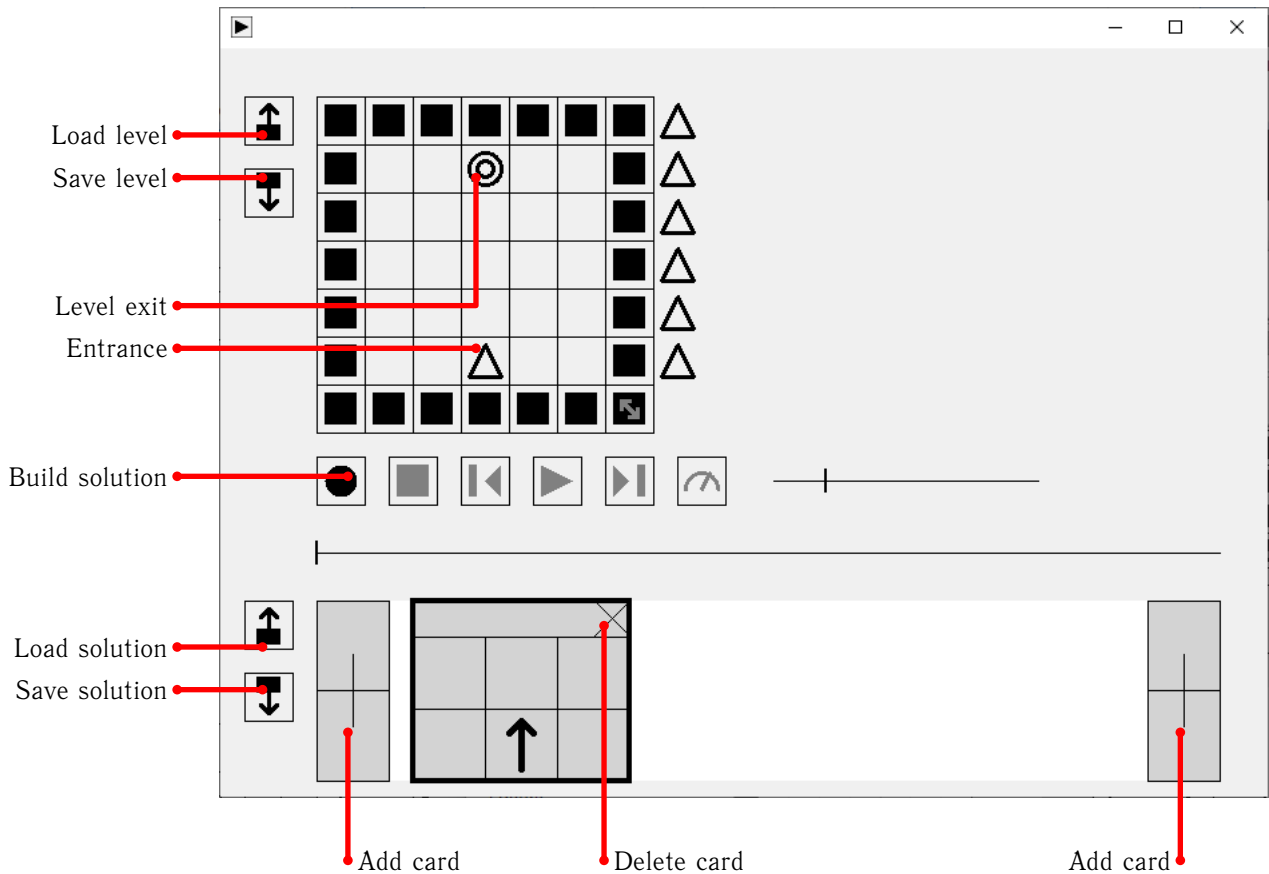 Load level
Save level
Level exit
Entrance
Build solution
Load solution
Save solution
Add card
Delete card
Add card